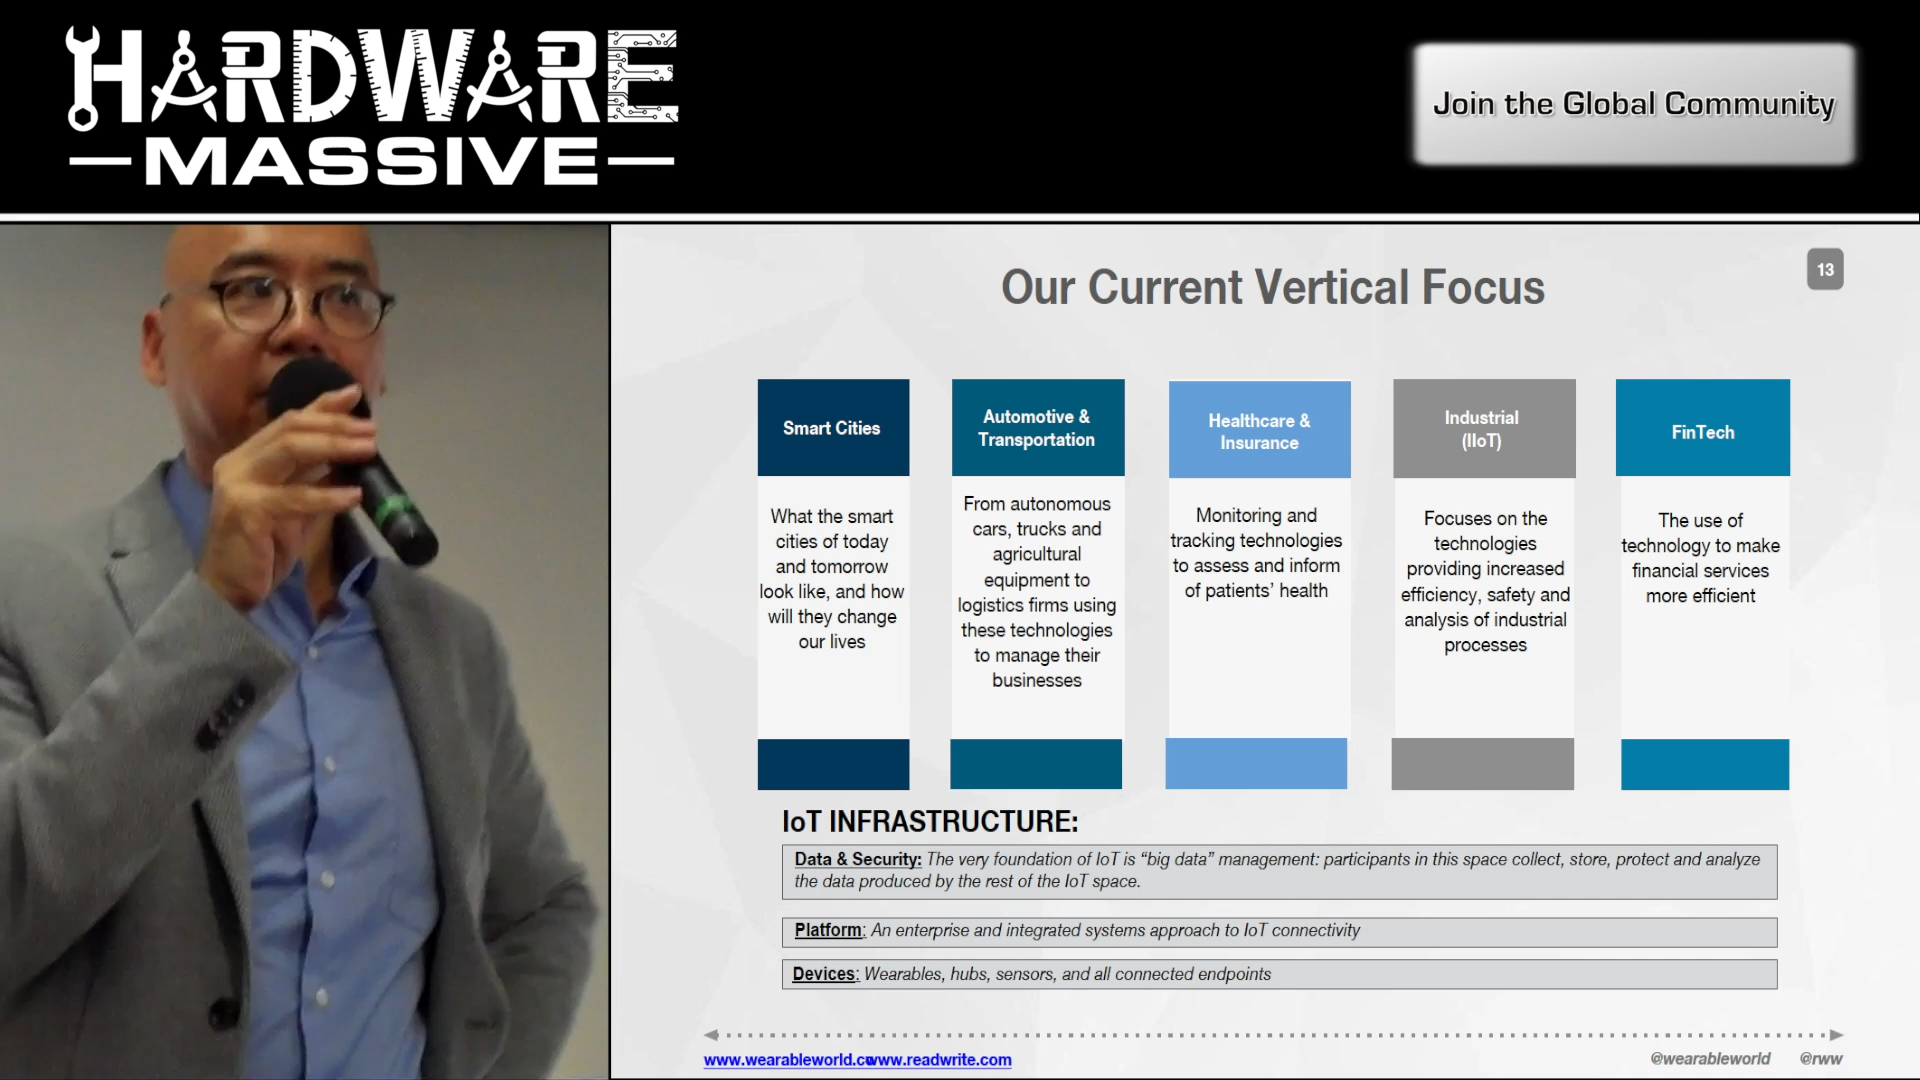 HARDWARE
MASSIVE
Join the Global Community
13
Our Current Vertical Focus
Smart Cities
What the smart
cities of today
and tomorrow
look like, and how
will they change
our lives
Automotive &
Transportation
From autonomous
cars, trucks and
agricultural
equipment to
logistics firms using
these technologies
to manage their
businesses
Healthcare &
Insurance
Monitoring and
tracking technologies
to assess and inform
of patients’ health
Industrial
(IIoT)
Focuses on the
technologies
providing increased
efficiency, safety and
analysis of industrial
processes
FinTech
The use of
technology to make
financial services
more efficient
IoT INFRASTRUCTURE:
Data & Security: The very foundation of IoT is “big data” management: participants in this space collect, store, protect and analyze
the data produced by the rest of the IoT space.
Platform: An enterprise and integrated systems approach to IoT connectivity
Devices: Wearables, hubs, sensors, and all connected endpoints
www.readwrite.com
@wearableworld @rww